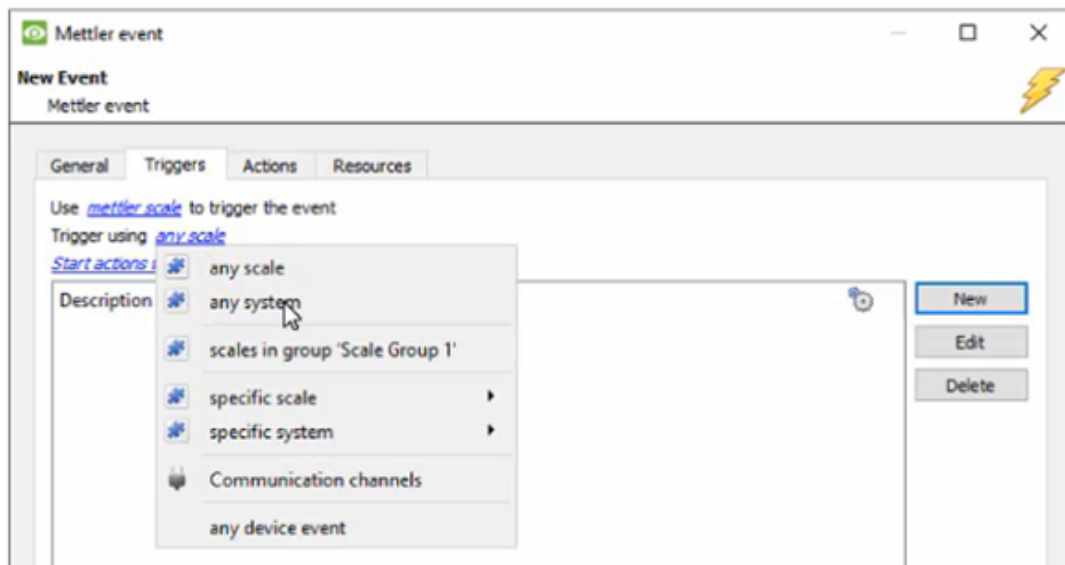 Mettler event
New Event
Mettler event
General Triggers Actions Resources
Use mettler scale to trigger the event
Trigger using any scale
Start actions
any scale
Description
any system
New
scales in group 'Scale Group 1'
Edit
specific scale
Delete
specific system
Communication channels
any device event